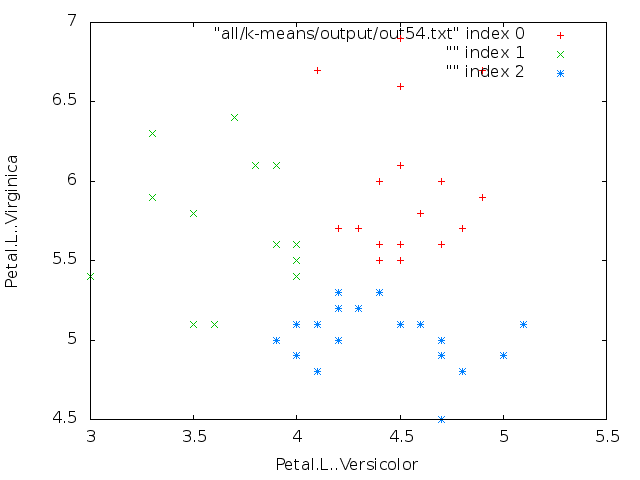 7
6.5
6
5.5
5
4.5
Petal.L..Virginica
"all/k-means/output/out54.txt" index 0
"" index 1
"" index 2
3
3.5
4
4.5
5
5.5
Petal.L..Versicolor